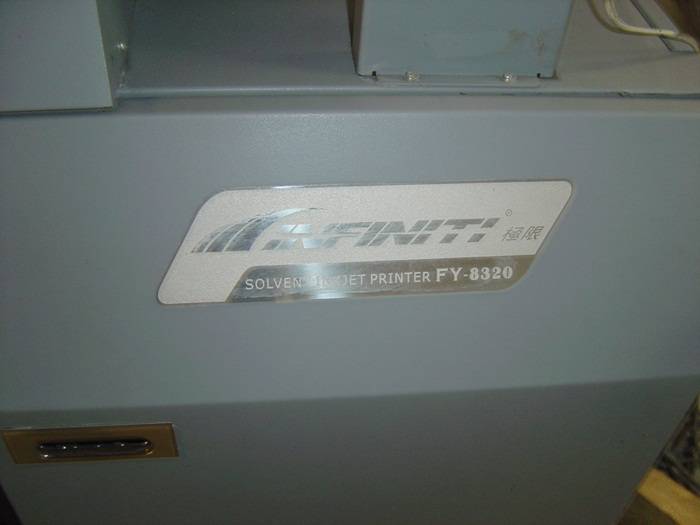 INFINITI® 極限
SOLVENT INKJET PRINTER FY-8320